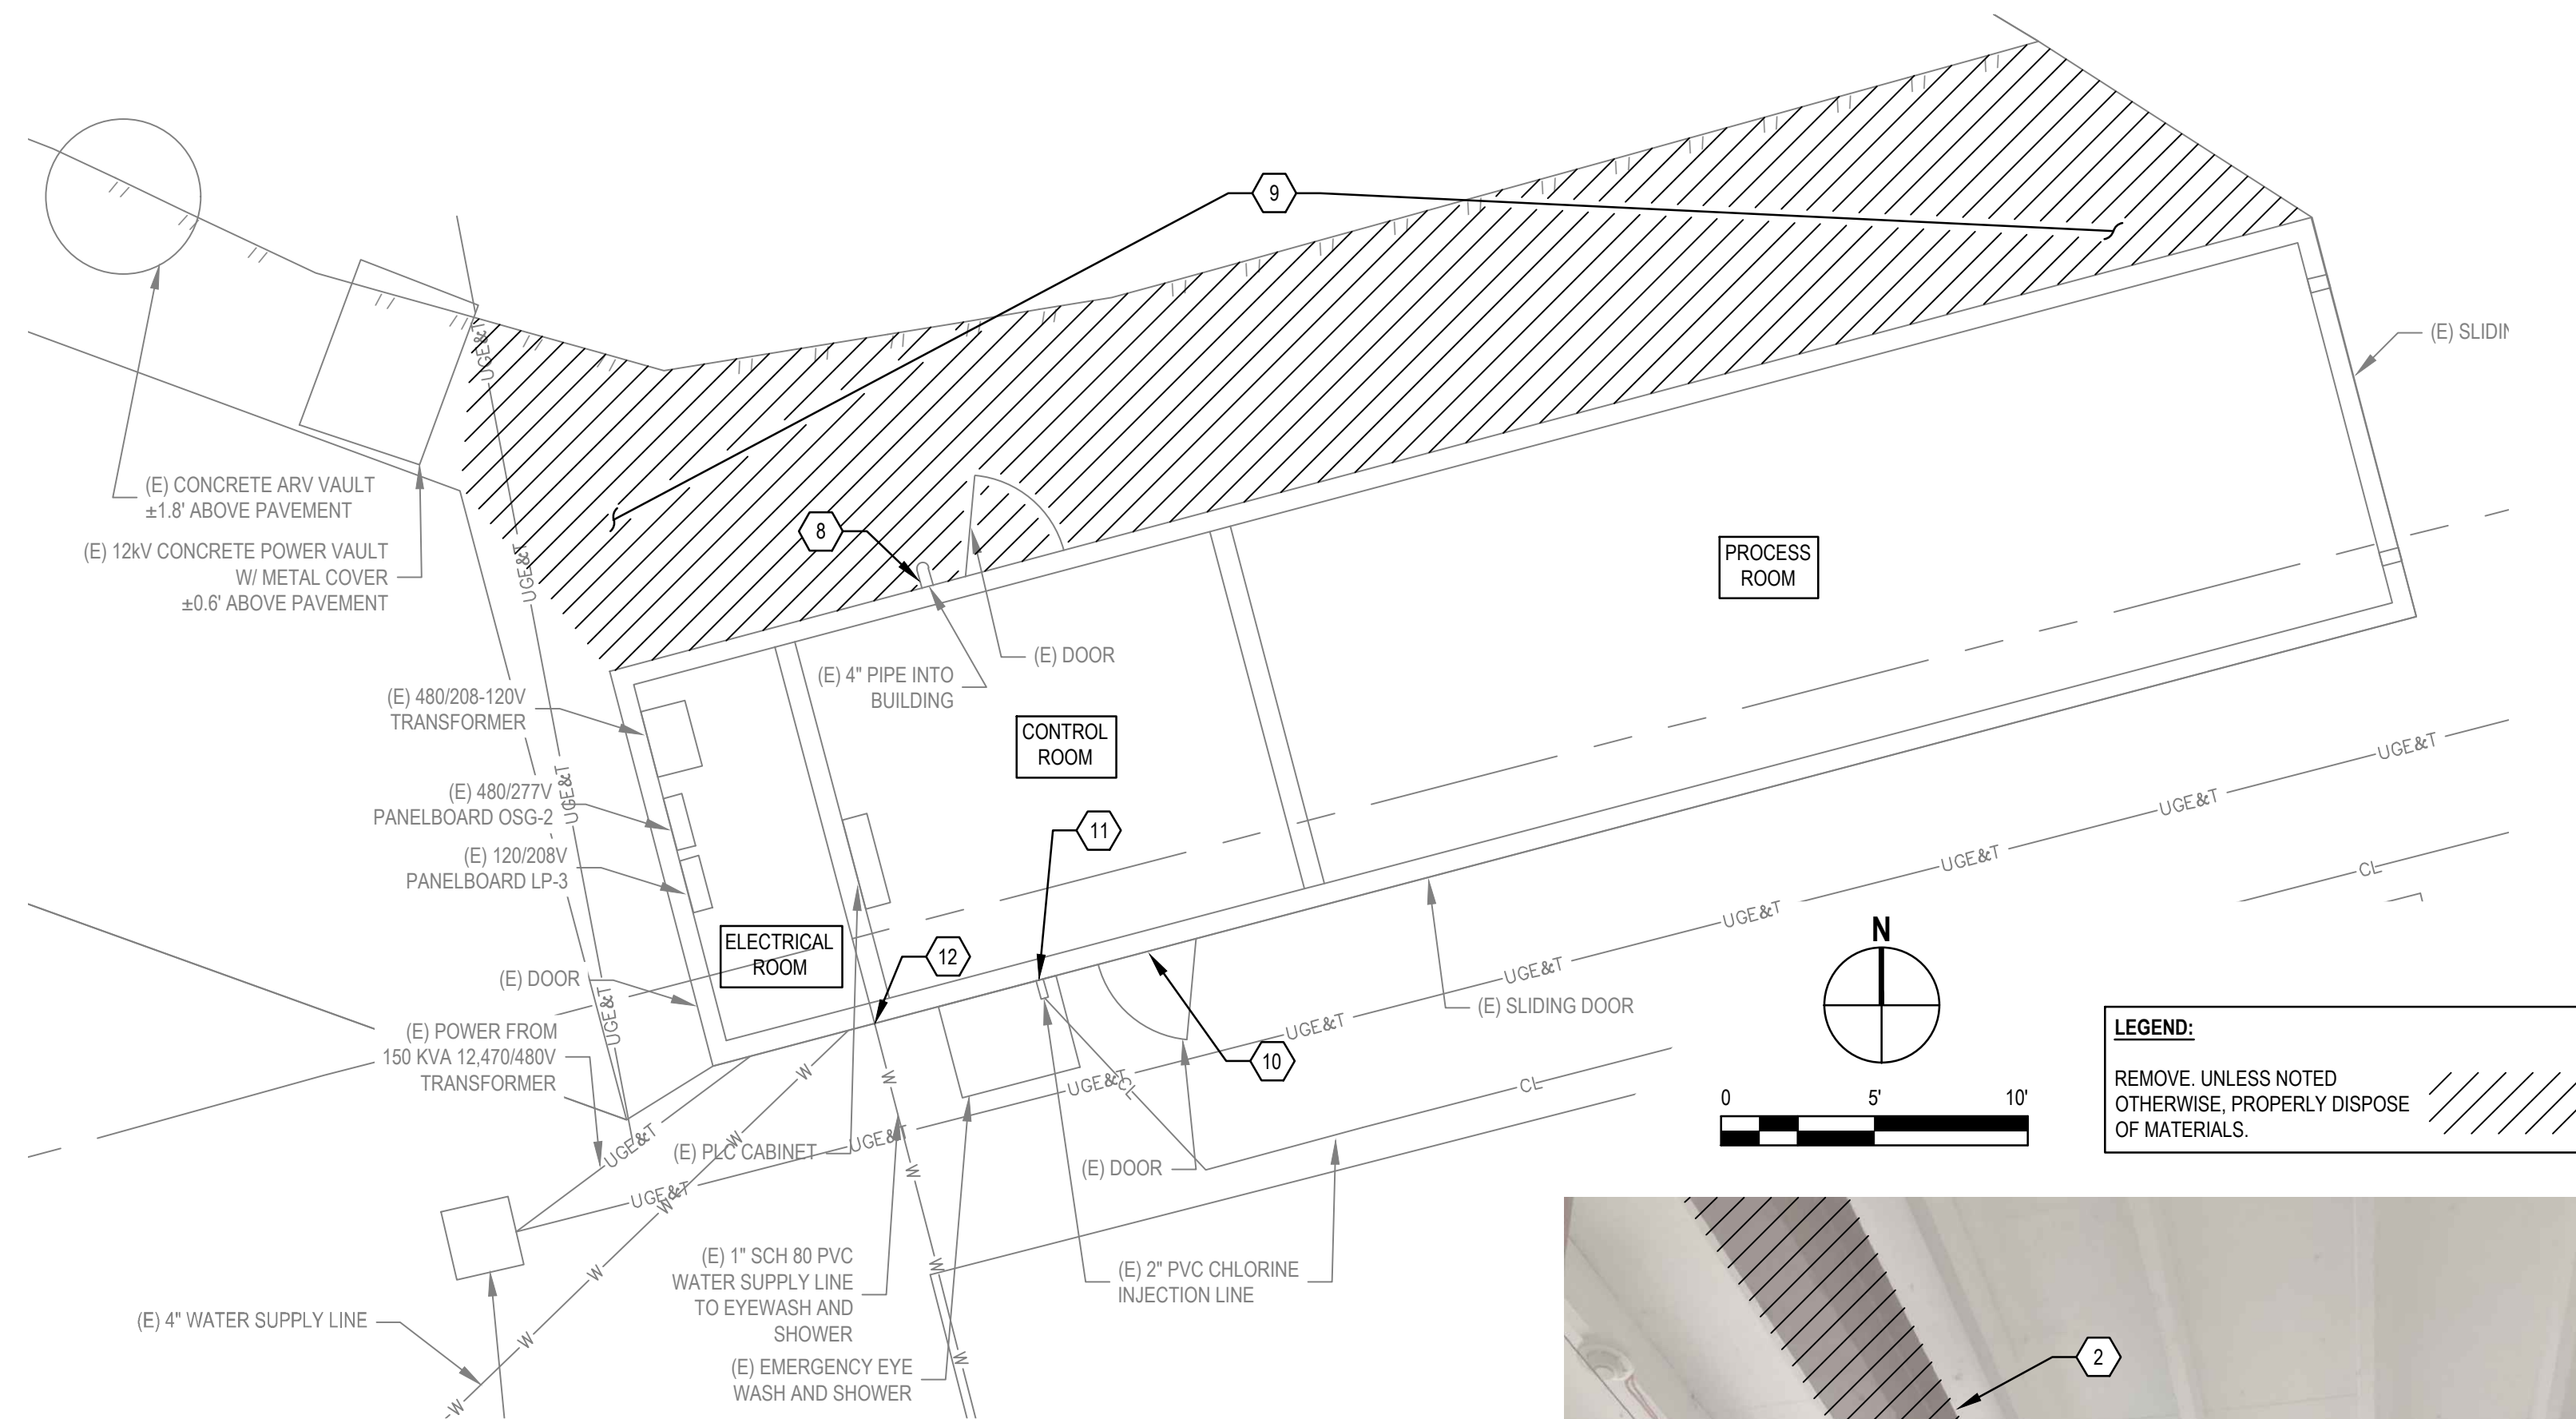 9
(E) SLIDIN
(E) CONCRETE ARV VAULT
±1.8' ABOVE PAVEMENT
(E) 12kV CONCRETE POWER VAULT
W/ METAL COVER
±0.6' ABOVE PAVEMENT
8
UGE&T
UGE&T
PROCESS
ROOM
(E) DOOR
(E) 4" PIPE INTO
BUILDING
(E) 480/208-120V
TRANSFORMER
CONTROL
ROOM
(E) 480/277V
PANELBOARD OSG-2
UGE&T
11
(E) 120/208V
PANELBOARD LP-3
UGE&T
UGE&T
CL
UGE&T
UGE&T
ELECTRICAL
ROOM
12
N
(E) DOOR
UGE&T
UGE&T
UGE&T
(E) SLIDING DOOR
(E) POWER FROM
150 KVA 12,470/480V
TRANSFORMER
10
LEGEND:
REMOVE. UNLESS NOTED
OTHERWISE, PROPERLY DISPOSE
OF MATERIALS.
0
5'
10'
W
W
UGE&T
CL
CL
UGE&T
UGE&T
W
(E) PLC CABINET
(E) DOOR
W
UGE&T
W
(E) 1" SCH 80 PVC
WATER SUPPLY LINE
TO EYEWASH AND
SHOWER
W
W
(E) 2" PVC CHLORINE
INJECTION LINE
(E) 4" WATER SUPPLY LINE
W
W
(E) EMERGENCY EYE
WASH AND SHOWER
W
2